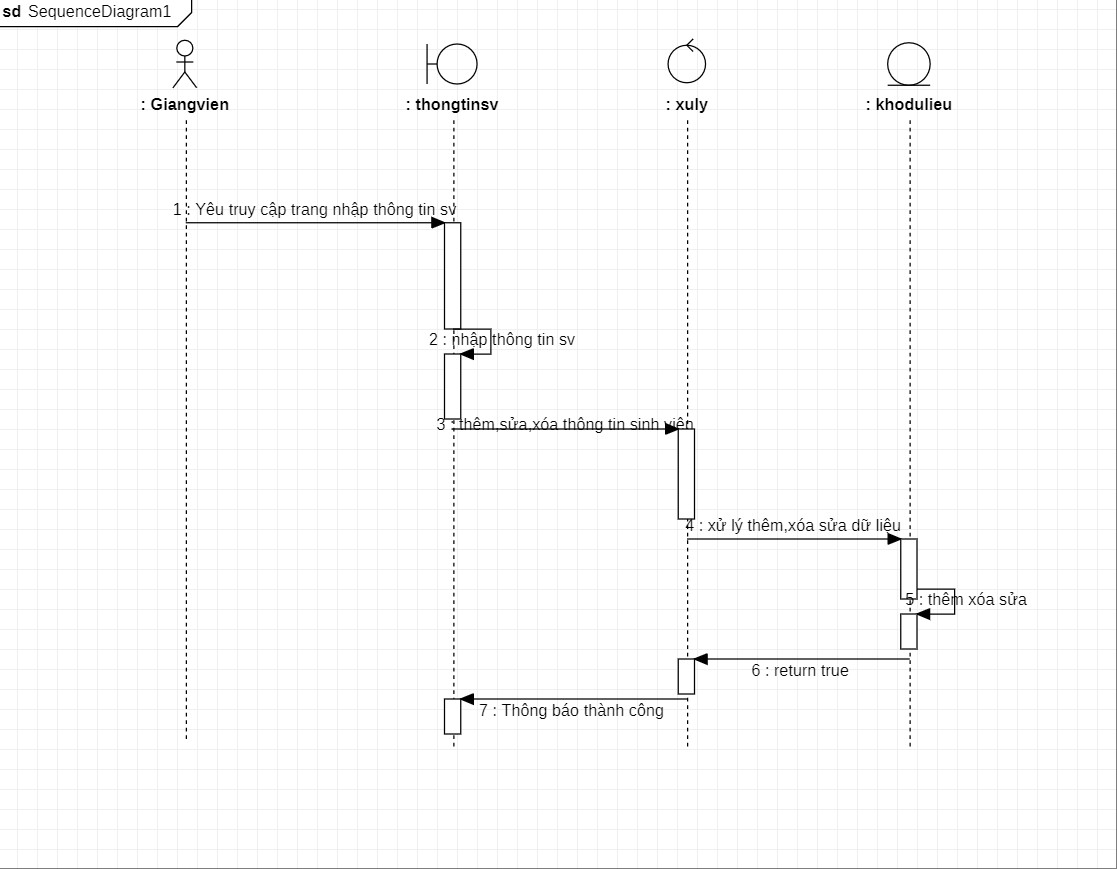 sd SequenceDiagram1
: Giangvien
: thongtinsv
: xuly
: khodulieu
1 : Yêu truy cập trang nhập thông tin sv
2 : nhập thông tin sv
3 : thêm,sửa,xóa thông tin sinh viên
4 : xử lý thêm,xóa sửa dữ liêu
5 : thêm xóa sửa
6 : return true
7 : Thông báo thành công